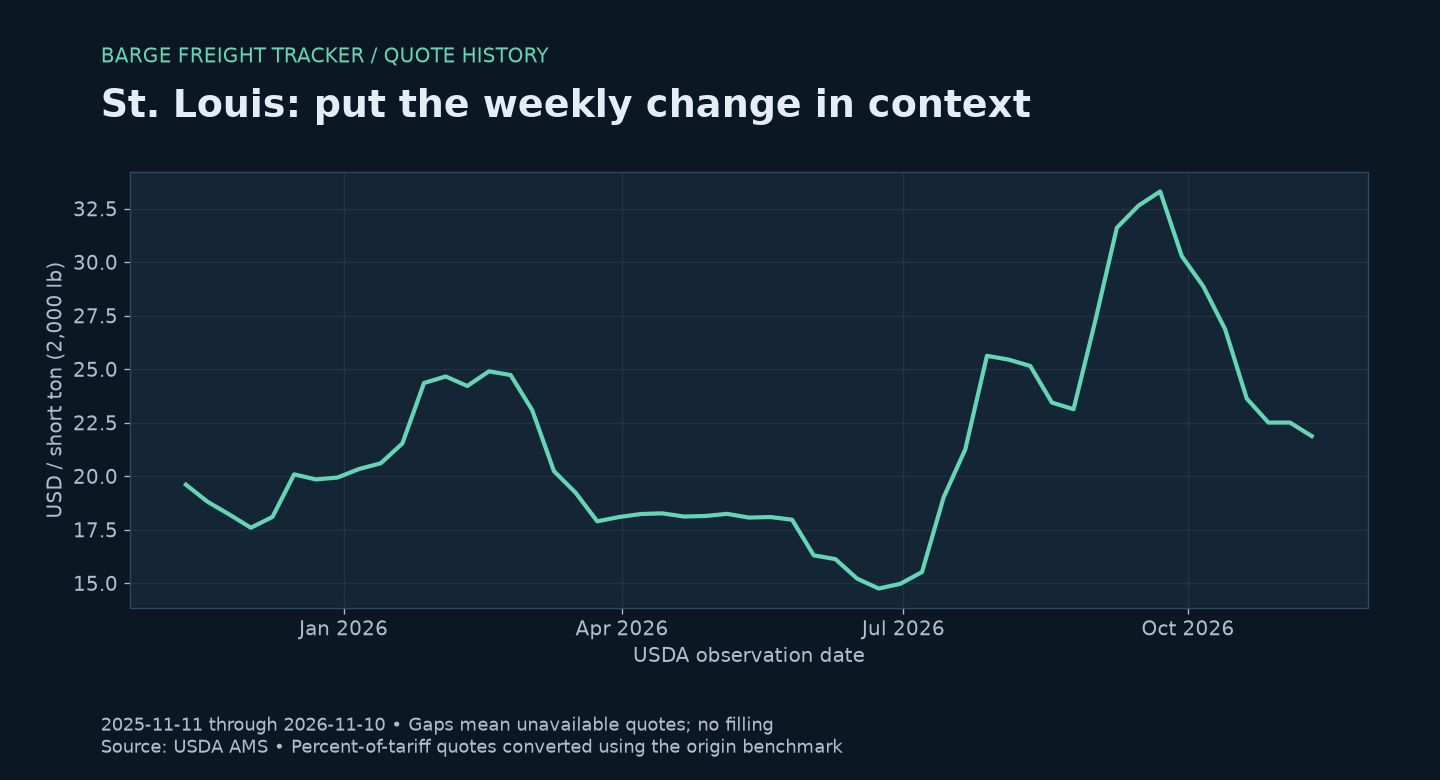 BARGE FREIGHT TRACKER / QUOTE HISTORY
St. Louis: put the weekly change in context
USD / short ton (2,000 lb)
32.5
30.0
27.5
25.0
22.5
20.0
17.5
15.0
Jan 2026
Apr 2026
Jul 2026
Oct 2026
USDA observation date
2025-11-11 through 2026-11-10 • Gaps mean unavailable quotes; no filling
Source: USDA AMS • Percent-of-tariff quotes converted using the origin benchmark